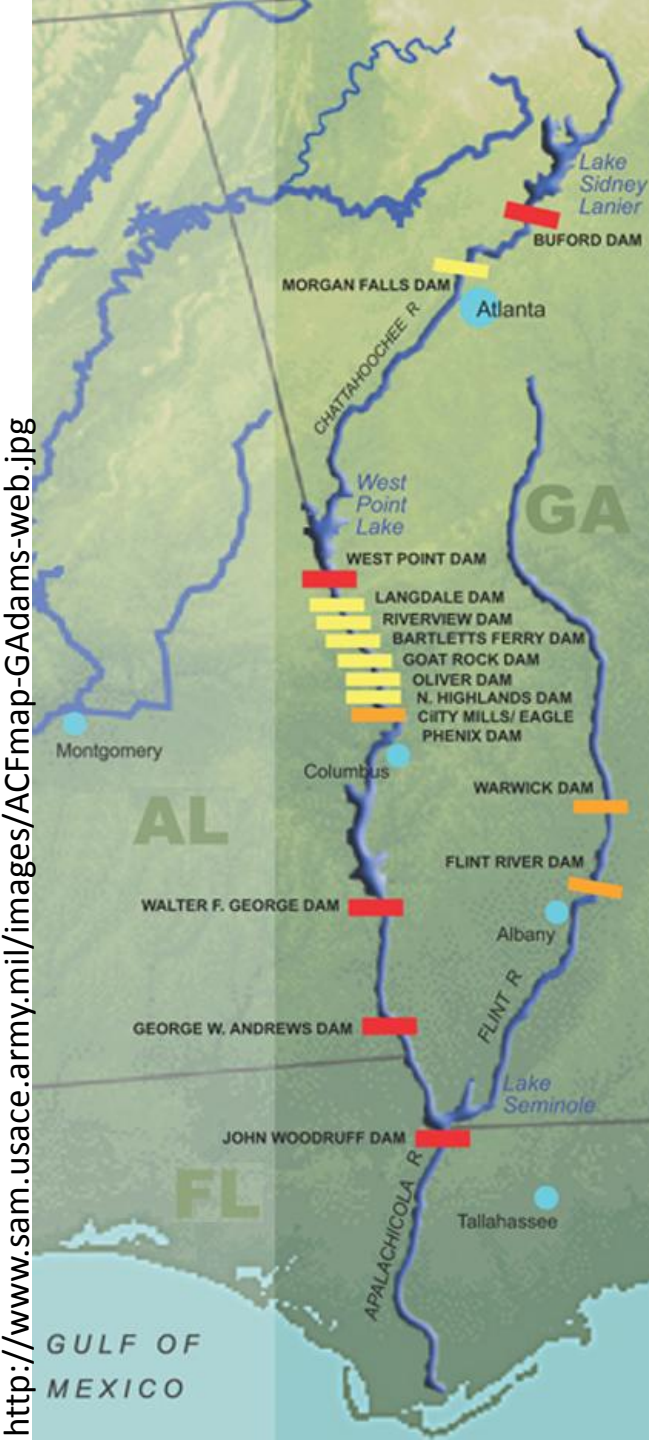 http://www.sam.usace.army.mil/images/ACFmap-GAdams-web.jpg
Lake
Sidney
Lanier
BUFORD DAM
MORGAN FALLS DAM
Atlanta
CHATTAHOOCHEE R
West
Point
Lake
GA
WEST POINT DAM
LANGDALE DAM
RIVERVIEW DAM
BARTLETTS FERRY DAM
GOAT ROCK DAM
OLIVER DAM
N. HIGHLANDS DAM
CiITY MILLS/ EAGLE
PHENIX DAM
Montgomery
Columbus
WARWICK DAM
AL
FLINT RIVER DAM
WALTER F. GEORGE DAM
Albany
FLINT R
GEORGE W. ANDREWS DAM
Lake
Seminole
JOHN WOODRUFF DAM
FL
APALACHICOLA R
Tallahassee
GULF OF
MEXICO